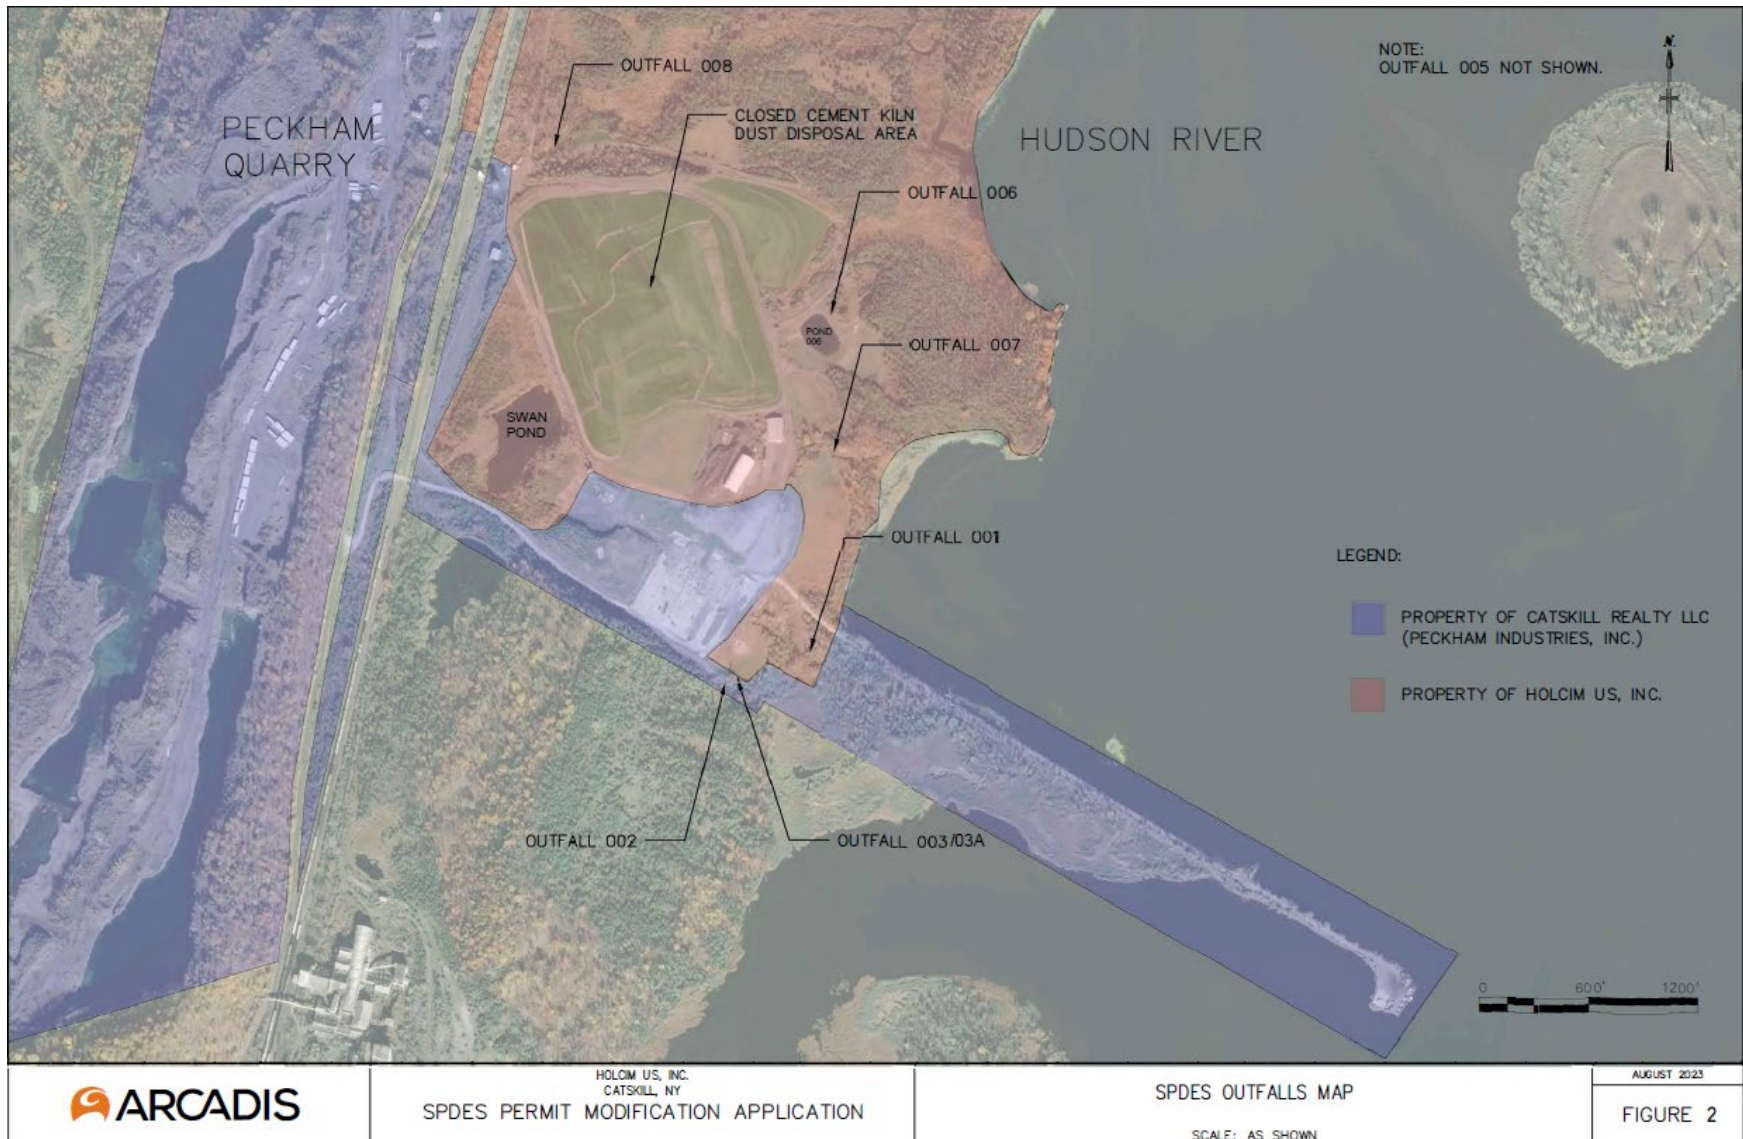 OUTFALL 008
NOTE:
OUTFALL 005 NOT SHOWN.
N
PECKHAM
QUARRY
CLOSED CEMENT KILN
DUST DISPOSAL AREA
HUDSON RIVER
OUTFALL 006
POND
006
OUTFALL 007
SWAN
POND
OUTFALL 001
LEGEND:
PROPERTY OF CATSKILL REALTY LLC
(PECKHAM INDUSTRIES, INC.)
PROPERTY OF HOLCIM US, INC.
OUTFALL 002
OUTFALL 003/03A
0 600' 1200'
ARCADIS
HOLCIM US, INC.
CATSKILL, NY
SPDES PERMIT MODIFICATION APPLICATION
SPDES OUTFALLS MAP
SCALE: AS SHOWN
AUGUST 2023
FIGURE 2